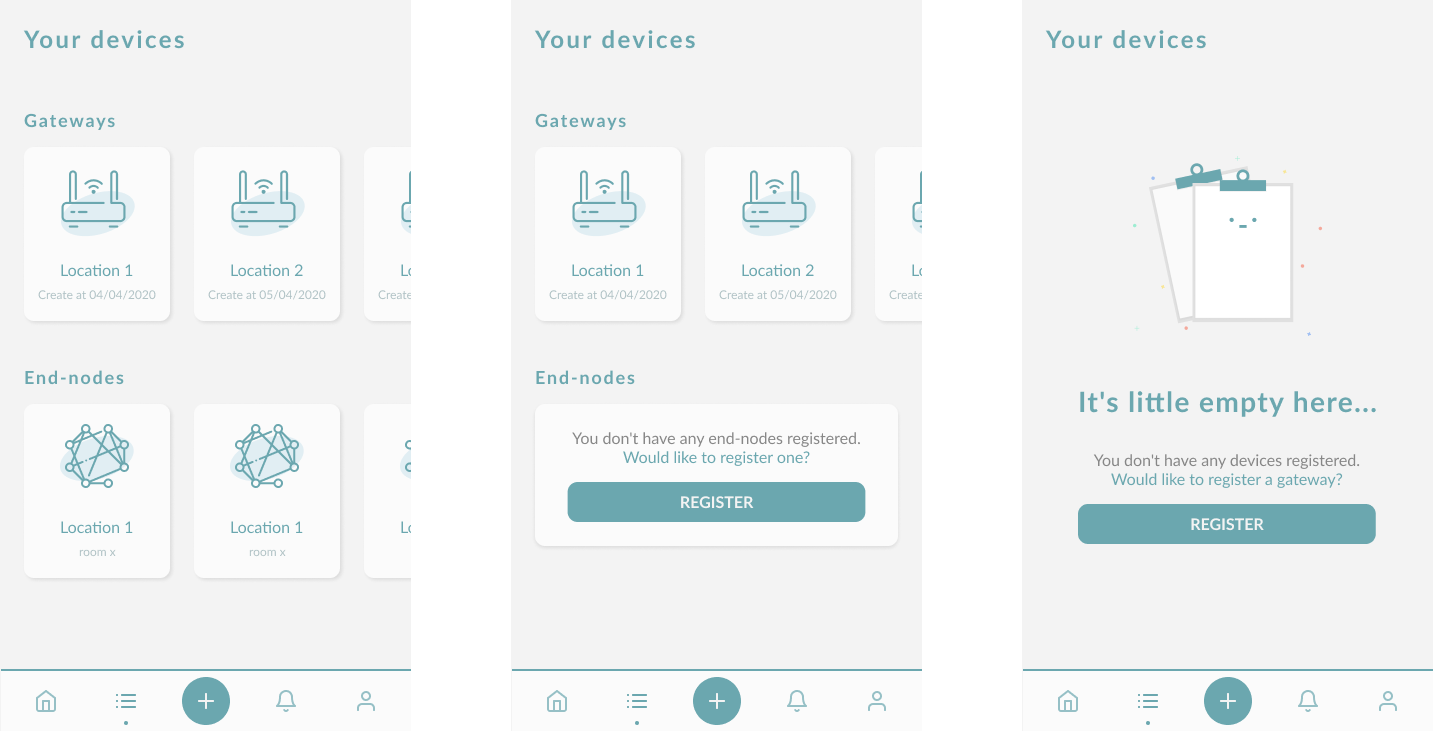 Your devices
Gateways
Location 1
Create at 04/04/2020
Location 2
Create at 05/04/2020
Lo
Create
End-nodes
Location 1
room x
Location 1
room x
Lo
Your devices
Gateways
Location 1
Create at 04/04/2020
Location 2
Create at 05/04/2020
Lo
Create
End-nodes
You don't have any end-nodes registered.
Would like to register one?
REGISTER
Your devices
It's little empty here...
You don't have any devices registered.
Would like to register a gateway?
REGISTER